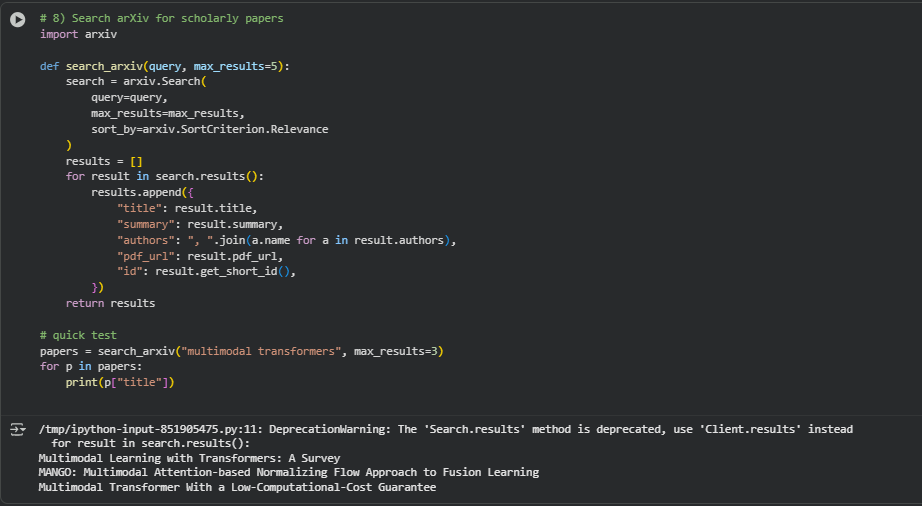 # 8) Search arXiv for scholarly papers
import arxiv
def search_arxiv(query, max_results=5):
    search = arxiv.Search(
        query=query,
        max_results=max_results,
        sort_by=arxiv.SortCriterion.Relevance
    )
    results = []
    for result in search.results():
        results.append({
            "title": result.title,
            "summary": result.summary,
            "authors": ", ".join(a.name for a in result.authors),
            "pdf_url": result.pdf_url,
            "id": result.get_short_id(),
        })
    return results
# quick test
papers = search_arxiv("multimodal transformers", max_results=3)
for p in papers:
    print(p["title"])
/tmp/ipython-input-851905475.py:11: DeprecationWarning: The 'Search.results' method is deprecated, use 'Client.results' instead
  for result in search.results():
Multimodal Learning with Transformers: A Survey
MANGO: Multimodal Attention-based Normalizing Flow Approach to Fusion Learning
Multimodal Transformer With a Low-Computational-Cost Guarantee